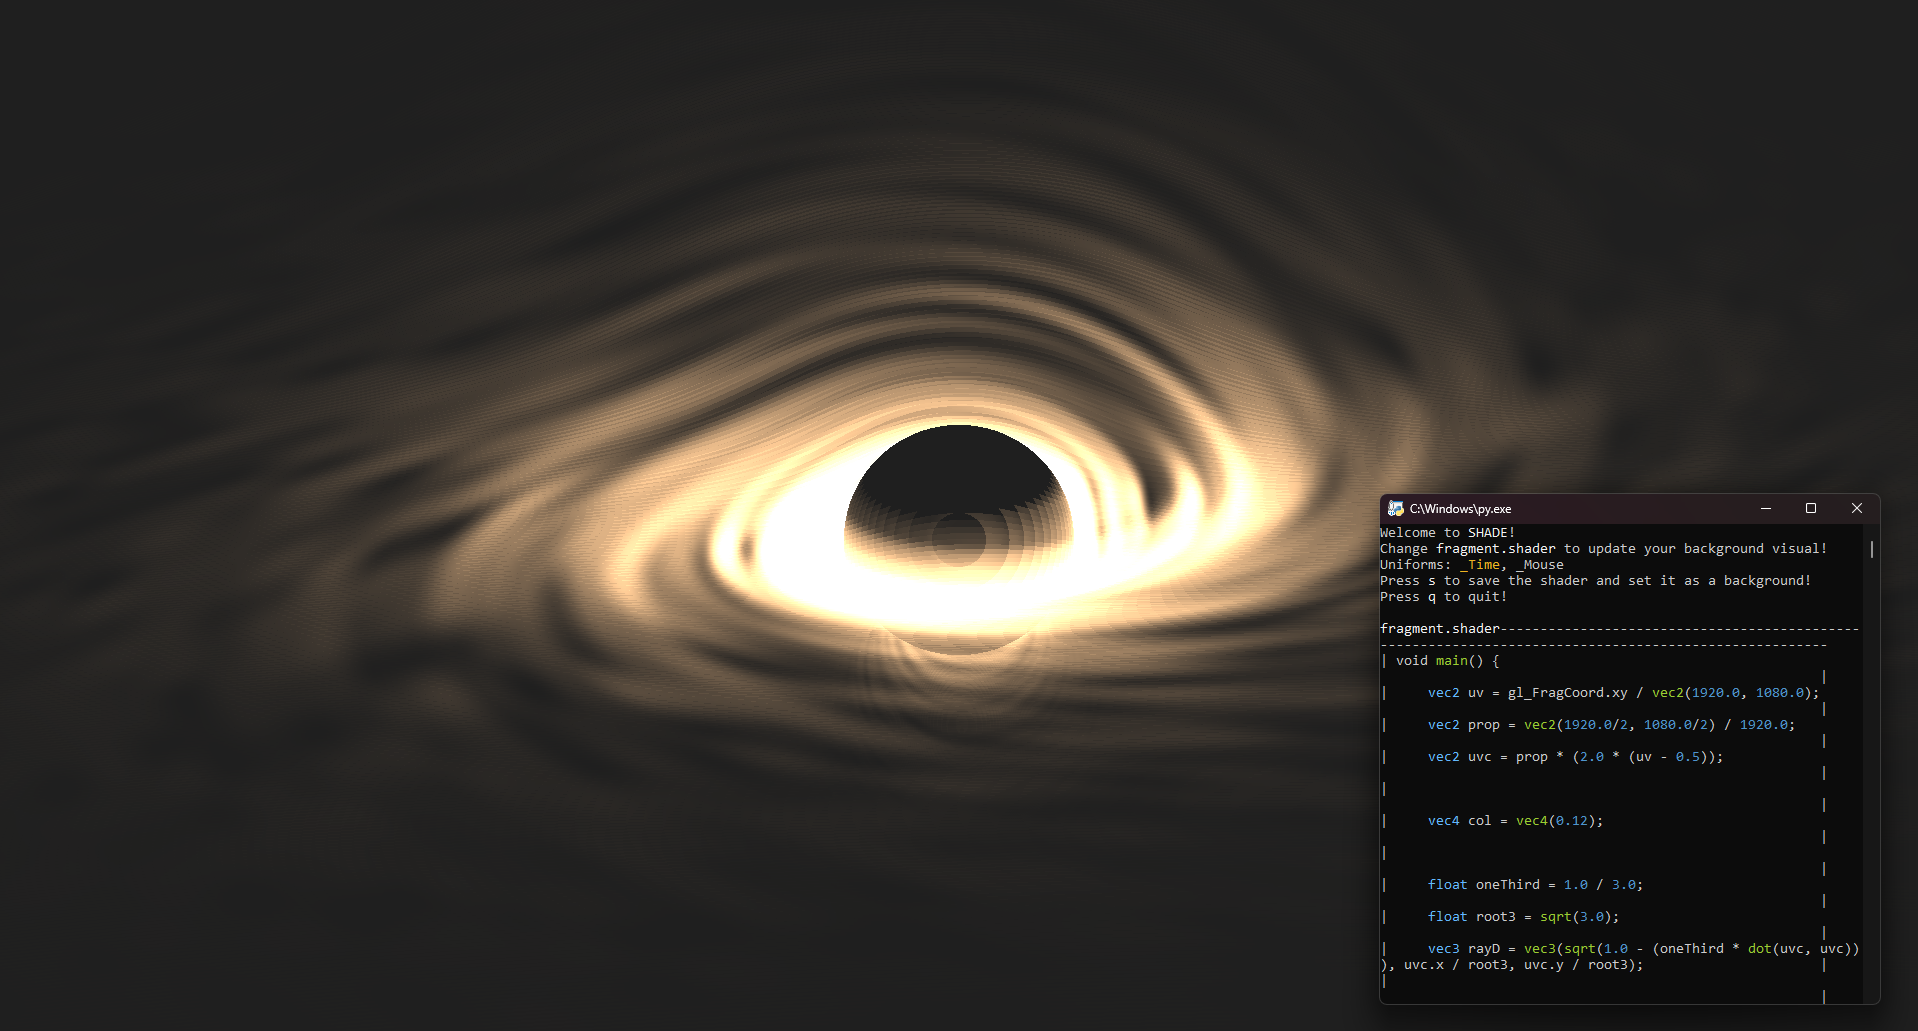 C:\Windows\py.exe
Welcome to SHADE!
Change fragment.shader to update your background visual!
Uniforms: _Time, _Mouse
Press s to save the shader and set it as a background!
Press q to quit!
fragment.shader---------------------------------------------
--------------------------------------------------------
| void main() {
|
|     vec2 uv = gl_FragCoord.xy / vec2(1920.0, 1080.0);
|
|     vec2 prop = vec2(1920.0/2, 1080.0/2) / 1920.0;
|
|     vec2 uvc = prop * (2.0 * (uv - 0.5));
|
|
|
|     vec4 col = vec4(0.12);
|
|
|
|     float oneThird = 1.0 / 3.0;
|
|     float root3 = sqrt(3.0);
|
|     vec3 rayD = vec3(sqrt(1.0 - (oneThird * dot(uvc, uvc))
), uvc.x / root3, uvc.y / root3);                      |
|
|